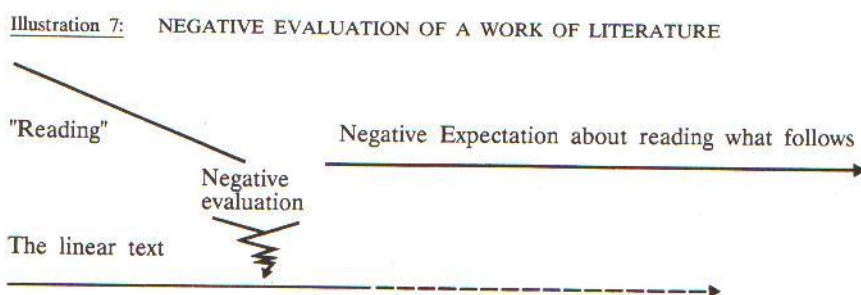 Illustration 7: NEGATIVE EVALUATION OF A WORK OF LITERATURE
"Reading"
Negative Expectation about reading what follows
Negative
evaluation
The linear text